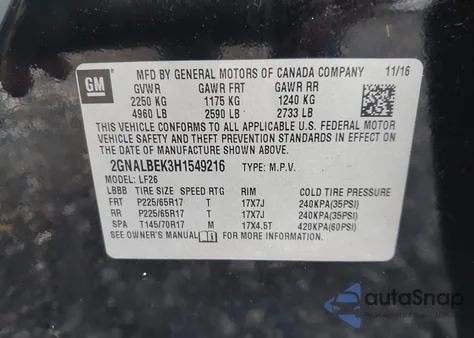 GM
MFD BY GENERAL MOTORS OF CANADA COMPANY 11/16
GVWR GAWR FRT GAWR RR
2250 KG 1175 KG 1240 KG
4960 LB 2590 LB 2733 LB
THIS VEHICLE CONFORMS TO ALL APPLICABLE U.S. FEDERAL MOTOR
VEHICLE SAFETY, BUMPER, AND THEFT PREVENTION STANDARDS IN
EFFECT ON THE DATE OF MANUFACTURE SHOWN ABOVE.
2GNALBEK3H1549216 TYPE: M.P.V.
MODEL: LF26
LBBB TIRE SIZE SPEED RTG RIM COLD TIRE PRESSURE
FRT P225/65R17 T 17X7J 240KPA(35PSI)
RR P225/65R17 T 17X7J 240KPA(35PSI)
SPA T145/70R17 M 17X4.5T 420KPA(60PSI)
SEE OWNER'S MANUAL FOR MORE INFORMATION.
autoSnap